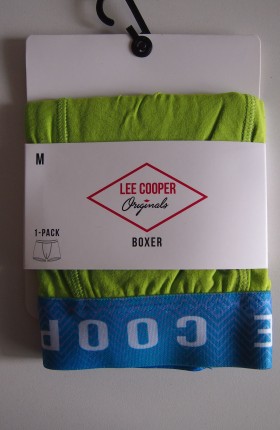 M
LEE COOPER
Originals
1-PACK
BOXER
E COOP